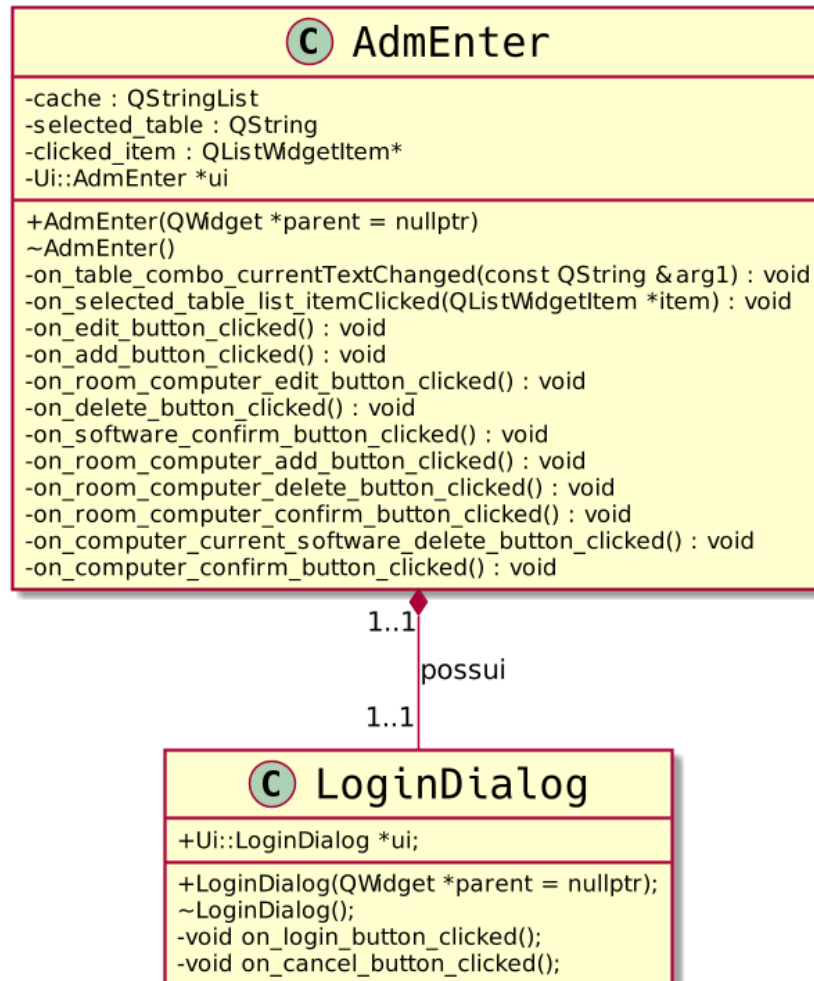 C AdmEnter
-cache : QStringList
-selected_table : QString
-clicked_item : QListWidgetItem*
-Ui::AdmEnter *ui
+AdmEnter(QWidget *parent = nullptr)
~AdmEnter()
-on_table_combo_currentTextChanged(const QString &arg1) : void
-on_selected_table_list_itemClicked(QListWidgetItem *item) : void
-on_edit_button_clicked() : void
-on_add_button_clicked() : void
-on_room_computer_edit_button_clicked() : void
-on_delete_button_clicked() : void
-on_software_confirm_button_clicked() : void
-on_room_computer_add_button_clicked() : void
-on_room_computer_delete_button_clicked() : void
-on_room_computer_confirm_button_clicked() : void
-on_computer_current_software_delete_button_clicked() : void
-on_computer_confirm_button_clicked() : void
1..1
possui
1..1
C LoginDialog
+Ui::LoginDialog *ui;
+LoginDialog(QWidget *parent = nullptr);
~LoginDialog();
-void on_login_button_clicked();
-void on_cancel_button_clicked();